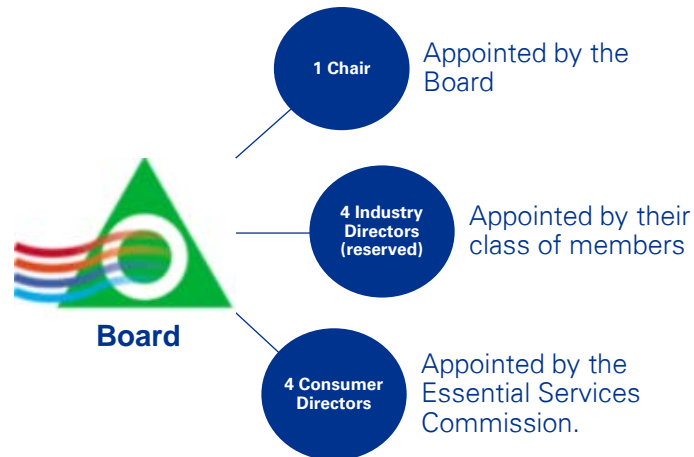 1 Chair
Appointed by the
Board
4 Industry
Directors
(reserved)
Appointed by their
class of members
Board
4 Consumer
Directors
Appointed by the
Essential Services
Commission.